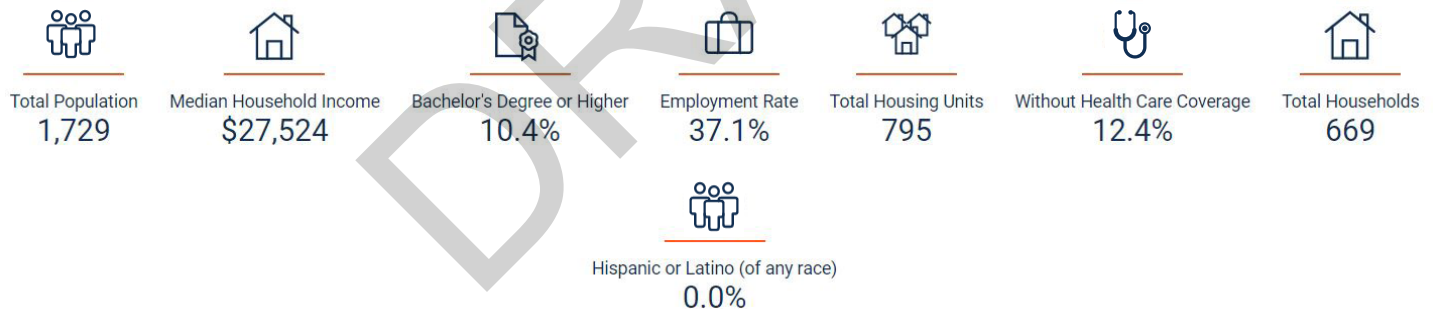 Total Population Median Household Income Bachelor's Degree or Higher Employment Rate Total Housing Units Without Health Care Coverage Total Households
1,729 $27,524 10.4% 37.1% 795 12.4% 669
Hispanic or Latino (of any race)
0.0%